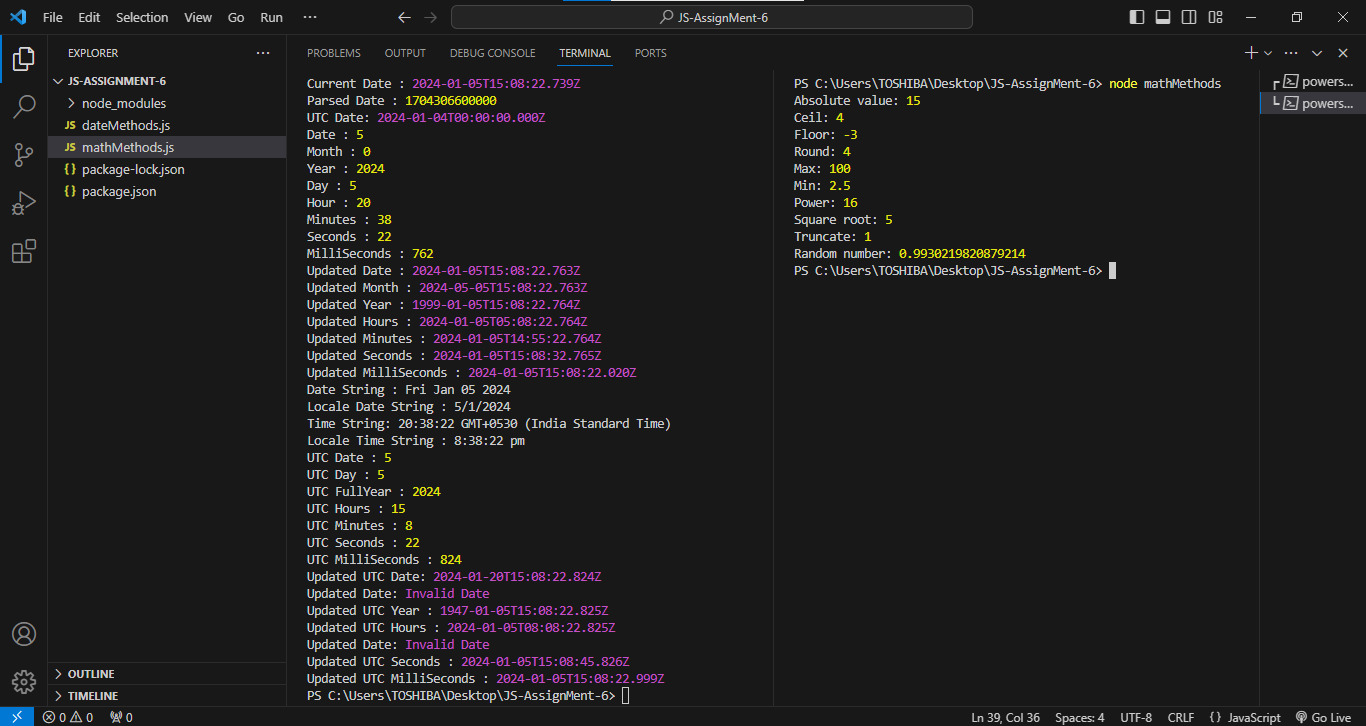 File Edit Selection View Go Run ···
JS-AssignMent-6
EXPLORER
JS-ASSIGNMENT-6
node_modules
JS dateMethods.js
JS mathMethods.js
{} package-lock.json
{} package.json
OUTLINE
TIMELINE
PROBLEMS OUTPUT DEBUG CONSOLE TERMINAL PORTS
Current Date : 2024-01-05T15:08:22.739Z
Parsed Date : 1704306600000
UTC Date: 2024-01-04T00:00:00.000Z
Date : 5
Month : 0
Year : 2024
Day : 5
Hour : 20
Minutes : 38
Seconds : 22
MilliSeconds : 762
Updated Date : 2024-01-05T15:08:22.763Z
Updated Month : 2024-05-05T15:08:22.763Z
Updated Year : 1999-01-05T15:08:22.764Z
Updated Hours : 2024-01-05T05:08:22.764Z
Updated Minutes : 2024-01-05T14:55:22.764Z
Updated Seconds : 2024-01-05T15:08:32.765Z
Updated MilliSeconds : 2024-01-05T15:08:22.020Z
Date String : Fri Jan 05 2024
Locale Date String : 5/1/2024
Time String: 20:38:22 GMT+0530 (India Standard Time)
Locale Time String : 8:38:22 pm
UTC Date : 5
UTC Day : 5
UTC FullYear : 2024
UTC Hours : 15
UTC Minutes : 8
UTC Seconds : 22
UTC MilliSeconds : 824
Updated UTC Date: 2024-01-20T15:08:22.824Z
Updated Date: Invalid Date
Updated UTC Year : 1947-01-05T15:08:22.825Z
Updated UTC Hours : 2024-01-05T08:08:22.825Z
Updated Date: Invalid Date
Updated UTC Seconds : 2024-01-05T15:08:45.826Z
Updated UTC MilliSeconds : 2024-01-05T15:08:22.999Z
PS C:\Users\TOSHIBA\Desktop\JS-AssignMent-6>
PS C:\Users\TOSHIBA\Desktop\JS-AssignMent-6> node mathMethods
Absolute value: 15
Ceil: 4
Floor: -3
Round: 4
Max: 100
Min: 2.5
Power: 16
Square root: 5
Truncate: 1
Random number: 0.9930219820879214
PS C:\Users\TOSHIBA\Desktop\JS-AssignMent-6>
powers...
powers...
0 0 0
Ln 39, Col 36 Spaces: 4 UTF-8 CRLF {} JavaScript Go Live